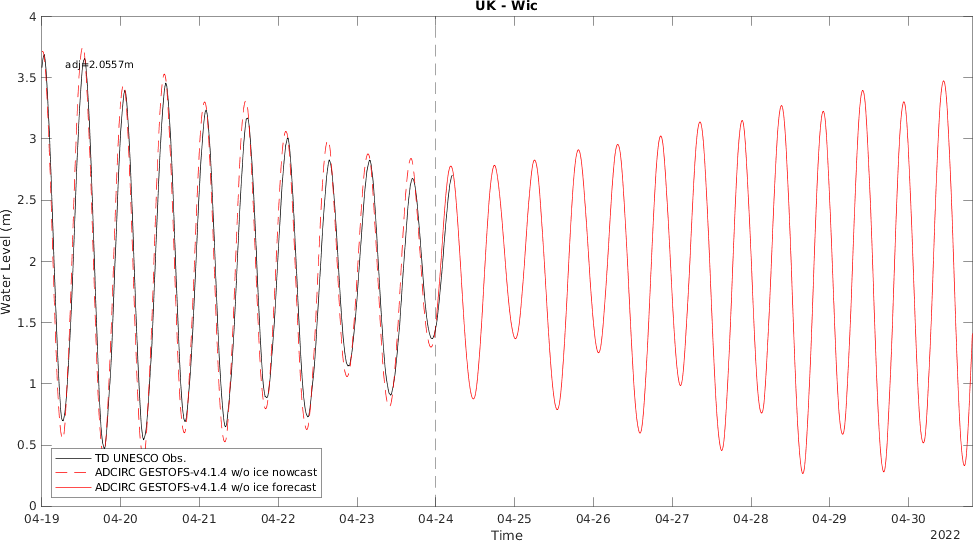 UK - Wic
adj=2.0557m
4
3.5
3
2.5
2
1.5
1
0.5
0
Water Level (m)
TD UNESCO Obs.
ADCIRC GESTOFS-v4.1.4 w/o ice nowcast
ADCIRC GESTOFS-v4.1.4 w/o ice forecast
04-19 04-20 04-21 04-22 04-23 04-24 04-25 04-26 04-27 04-28 04-29 04-30
Time
2022